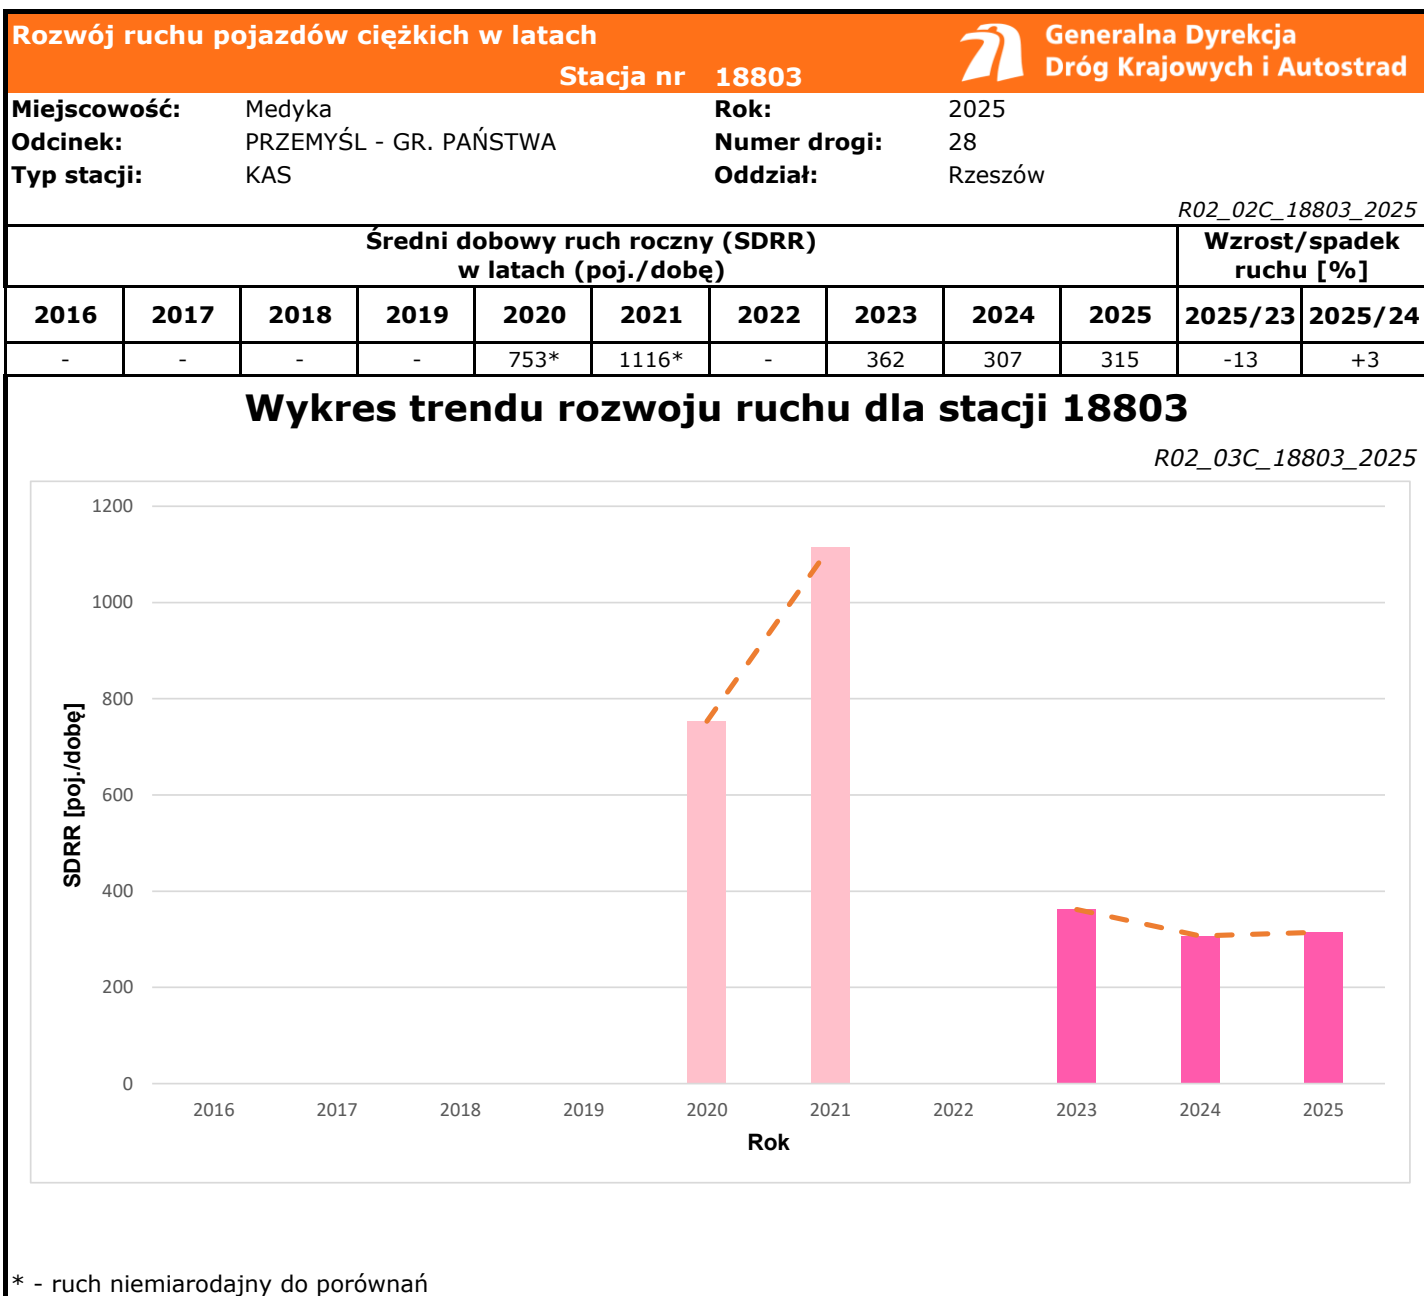 Rozwój ruchu pojazdów ciężkich w latach
Generalna Dyrekcja
Dróg Krajowych i Autostrad
Stacja nr 18803
Miejscowość: Medyka Rok: 2025
Odcinek: PRZEMYŚL - GR. PAŃSTWA Numer drogi: 28
Typ stacji: KAS Oddział: Rzeszów
R02_02C_18803_2025
Średni dobowy ruch roczny (SDRR)
w latach (poj./dobę)
Wzrost/spadek
ruchu [%]
2016 2017 2018 2019 2020 2021 2022 2023 2024 2025 2025/23 2025/24
- - - - 753* 1116* - 362 307 315 -13 +3
Wykres trendu rozwoju ruchu dla stacji 18803
R02_03C_18803_2025
1200
1000
800
600
400
200
0
SDRR [poj./dobę]
2016 2017 2018 2019 2020 2021 2022 2023 2024 2025
Rok
* - ruch niemiarodajny do porównań